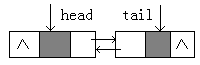 head tail
∧ ∧